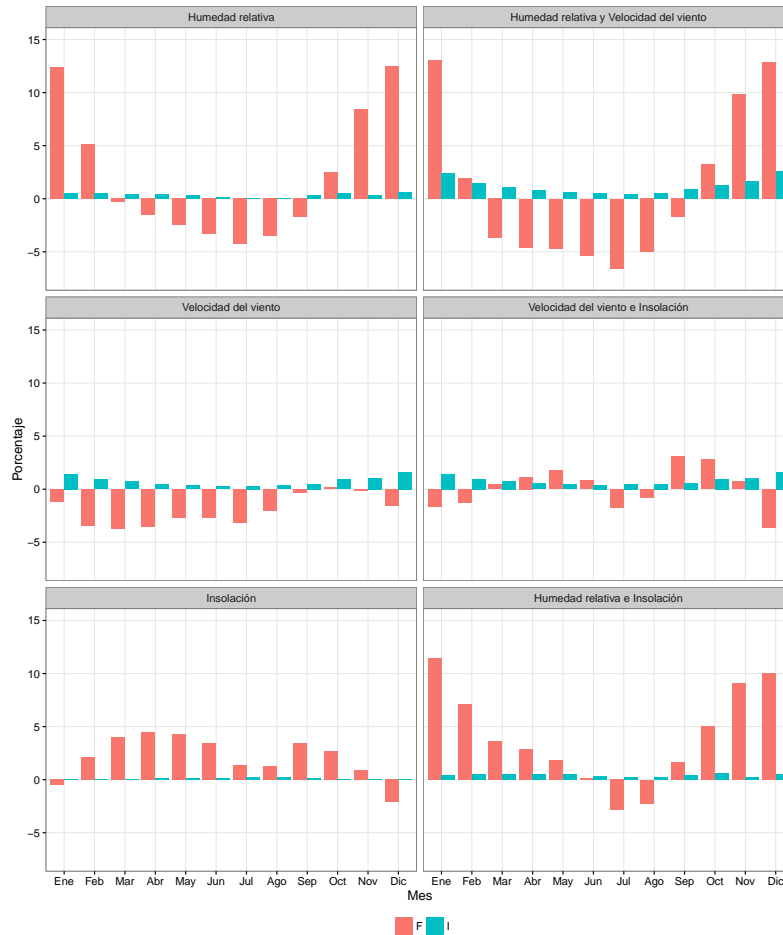 Humedad relativa
Humedad relativa y Velocidad del viento
15
10
5
0
−5
Velocidad del viento
Velocidad del viento e Insolación
15
10
5
0
−5
Porcentaje
Insolación
Humedad relativa e Insolación
15
10
5
0
−5
Ene Feb Mar Abr May Jun Jul Ago Sep Oct Nov Dic
Ene Feb Mar Abr May Jun Jul Ago Sep Oct Nov Dic
Mes
F I